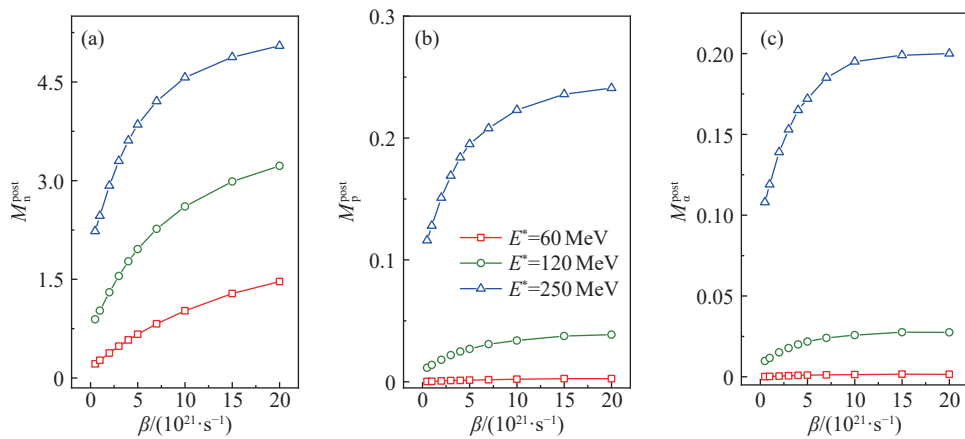 (a)
4.5
3.0
1.5
0
M_n^post
0 5 10 15 20
β/(10^21·s^−1)
(b)
0.3
0.2
0.1
0
M_p^post
E*=60 MeV
E*=120 MeV
E*=250 MeV
0 5 10 15 20
β/(10^21·s^−1)
(c)
0.20
0.15
0.10
0.05
0
M_α^post
0 5 10 15 20
β/(10^21·s^−1)